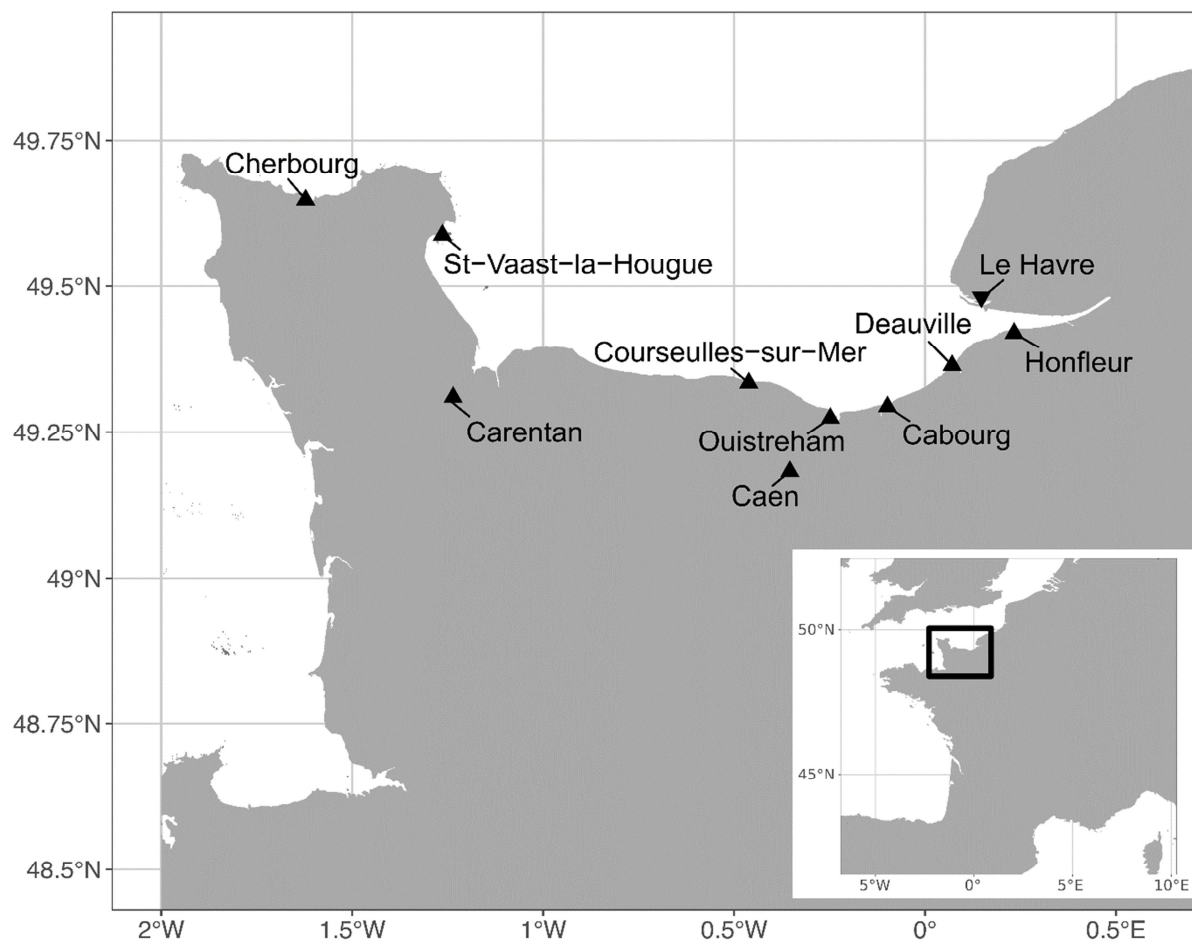 49.75°N
Cherbourg
St−Vaast−la−Hougue
Le Havre
49.5°N
Deauville
Courseulles−sur−Mer
Honfleur
49.25°N
Carentan
Ouistreham
Cabourg
Caen
49°N
48.75°N
48.5°N
50°N
45°N
5°W
0°
5°E
10°E
2°W
1.5°W
1°W
0.5°W
0°
0.5°E